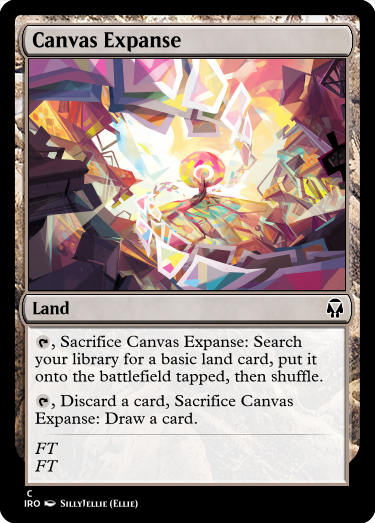 Canvas Expanse
Land
, Sacrifice Canvas Expanse: Search
your library for a basic land card, put it
onto the battlefield tapped, then shuffle.
, Discard a card, Sacrifice Canvas
Expanse: Draw a card.
FT
FT
C
IRO SillyJellie (Ellie)